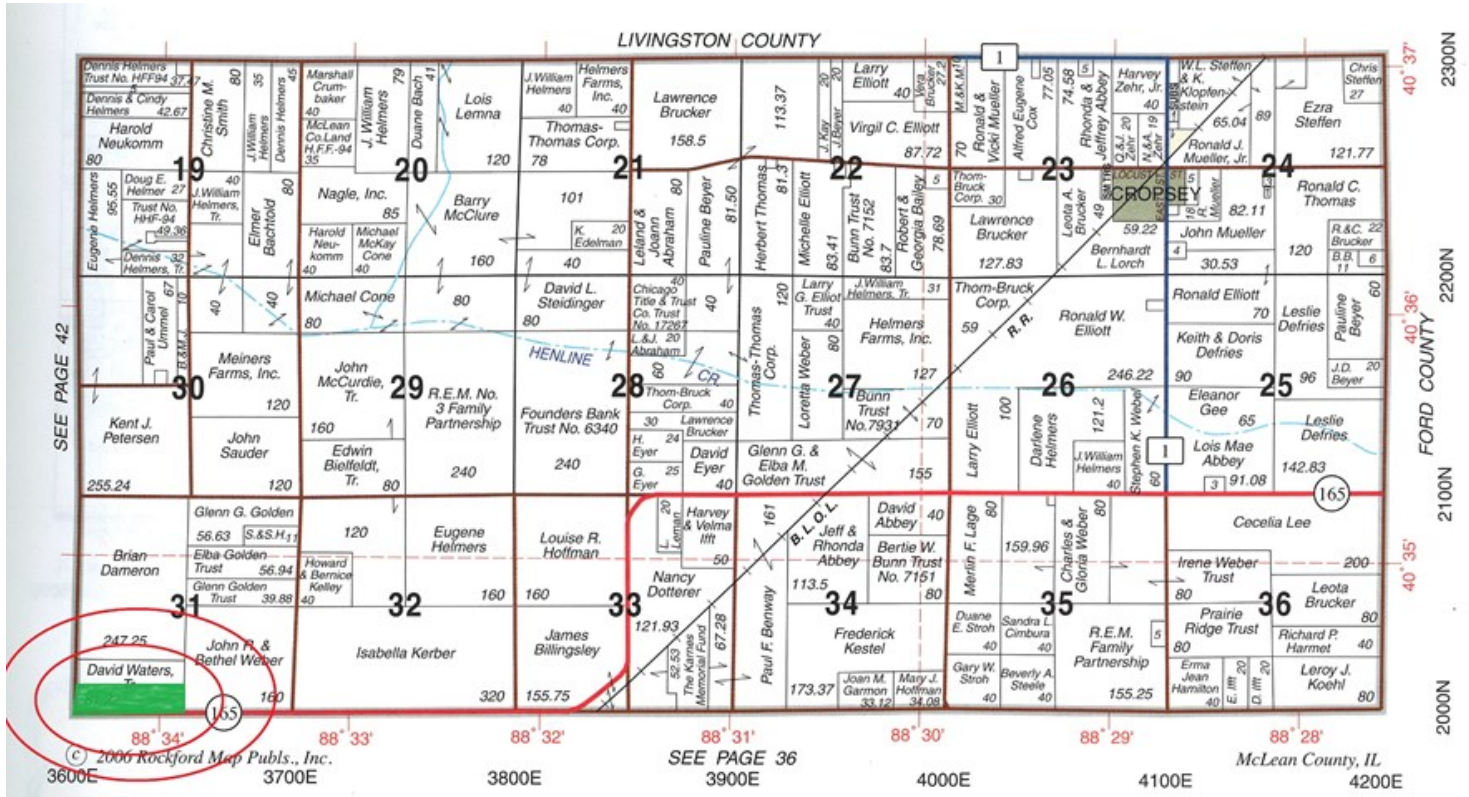 LIVINGSTON COUNTY
1
2300N
40° 37'
Dennis Helmers
Trust No. HFF94 37.47
&
Dennis & Cindy
Helmers 42.67
Harold
Neukomm
80
19
Christine M.
Smith
80
J.William
Helmers
35
Dennis Helmers
45
Eugene Helmers
95.55
Doug E.
Helmer 27
Trust No.
HHF-94
49.36
Dennis 32
Helmers, Tr.
40
J.William
Helmers,
Tr.
Elmer
Bachtold
80
Marshall
Crum-
baker
40
McLean
Co.Land
H.F.F.-94
35
J.William
Helmers
79
Duane Bach
41
Lois
Lemna
120
20
Nagle, Inc.
85
Harold
Neu-
komm
40
Michael
McKay
Cone
40
Barry
McClure
160
J.William
Helmers
40
Helmers
Farms,
Inc.
40
Thomas-
Thomas Corp.
78
21
101
K. 20
Edelman
40
Lawrence
Brucker
158.5
113.37
Leland &
Joann
Abraham
80
Pauline Beyer
81.50
J.Kay 20
J.Beyer 20
Larry
Elliott
40
Vera
Brucker
27.2
Virgil C. Elliott
87.72
22
Herbert Thomas
81.3
Michelle Elliott
83.41
Bunn Trust
No. 7152
83.7
Robert &
Georgia Bailey
78.69
5
M.&K.M.
70
Ronald &
Vicki Mueller
Alfred Eugene
Cox
77.05
74.58
5
Rhonda &
Jeffrey Abbey
Harvey
Zehr, Jr.
40
Q.&J. 20
Zehr
N.&A. 19
Zehr
23
Thom-
Bruck
Corp. 30
Lawrence
Brucker
127.83
Leota A.
Brucker
49
LOCUST ST
CROPSEY
59.22
Bernhardt
L. Lorch
W.L. Steffen
& K.
Klopfen-
stein
65.04
89
Ronald J.
Mueller, Jr.
Chris
Steffen
27
Ezra
Steffen
121.77
24
5
18
R.
Mueller
82.11
John Mueller
4
30.53
Ronald C.
Thomas
120
R.&C. 22
Brucker
B.B. 6
11
2200N
40° 36'
SEE PAGE 42
Paul & Carol
Ummel
67
B.&M.J.
10
40
40
30
Meiners
Farms, Inc.
120
Kent J.
Petersen
255.24
John
Sauder
120
Michael Cone
80
80
John
McCurdie,
Tr.
160
29
R.E.M. No.
3 Family
Partnership
240
Edwin
Bielfeldt,
Tr.
80
David L.
Steidinger
80
HENLINE
CR.
28
Founders Bank
Trust No. 6340
240
40
Chicago
Title & Trust
Co. Trust
No. 17267
L.&J. 20
Abraham
40
60
Thom-Bruck
Corp. 40
30
Lawrence
Brucker
H. 24
Eyer
G. 25
Eyer
David
Eyer
40
Thomas-Thomas
Corp.
120
Larry
G. Elliot
Trust
40
J.William
Helmers, Tr.
31
Loretta Weber
80
Helmers
Farms, Inc.
127
27
Bunn
Trust
No.7931
70
Glenn G. &
Elba M.
Golden Trust
155
Thom-Bruck
Corp.
59
R.R.
Ronald W.
Elliott
246.22
26
Larry Elliott
100
Darlene
Helmers
121.2
J.William
Helmers
40
Stephen K. Weber
60
1
Ronald Elliott
70
Keith & Doris
Defries
90
Leslie
Defries
96
Pauline
Beyer
60
J.D. 20
Beyer
25
Eleanor
Gee
65
Lois Mae
Abbey
3
91.08
Leslie
Defries
142.83
165
FORD COUNTY
2100N
40° 35'
Glenn G. Golden
56.63
S.&S.H. 11
Brian
Dameron
247.25
Elba Golden
Trust 56.94
Glenn Golden
Trust 39.88
31
David Waters,
John R. &
Bethel Weber
160
165
120
Howard
& Bernice
Kelley
40
Eugene
Helmers
160
32
Isabella Kerber
320
Louise R.
Hoffman
160
James
Billingsley
155.75
L. 20
Leman
Harvey
& Velma
Ifft
50
33
Nancy
Dotterer
121.93
52.53
The Karnes
Memorial Fund
67.28
161
B.L.O.L.
Paul F. Benway
Jeff &
Rhonda
Abbey
113.5
David
Abbey
40
Bertie W.
Bunn Trust
No. 7151
80
34
Frederick
Kestel
173.37
Joan M.
Garmon
33.12
Mary J.
Hoffman
34.08
Merlin F. Lage
80
159.96
Charles &
Gloria Weber
80
35
Duane
E. Stroh
40
Sandra L.
Cimbura
40
Gary W.
Stroh
40
Beverly A.
Steele
40
R.E.M.
Family
Partnership
5
155.25
Cecelia Lee
200
Irene Weber
Trust
80
36
Leota
Brucker
80
Prairie
Ridge Trust
80
Richard P.
Harmet
40
Erma
Jean
Hamilton
40
E. Ifft
20
D. Ifft
20
Leroy J.
Koehl
80
2000N
88° 34'
88° 33'
88° 32'
88° 31'
88° 30'
88° 29'
88° 28'
c 2006 Rockford Map Publs., Inc.
SEE PAGE 36
McLean County, IL
3600E
3700E
3800E
3900E
4000E
4100E
4200E